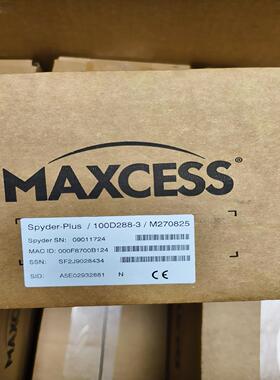 MAXCESS®
Spyder-Plus / 100D288-3 / M270825
Spyder SN: 09011724
MAC ID: 000F8700B124
SSN: SF2J9028434
SID: A5E02932881 N CE